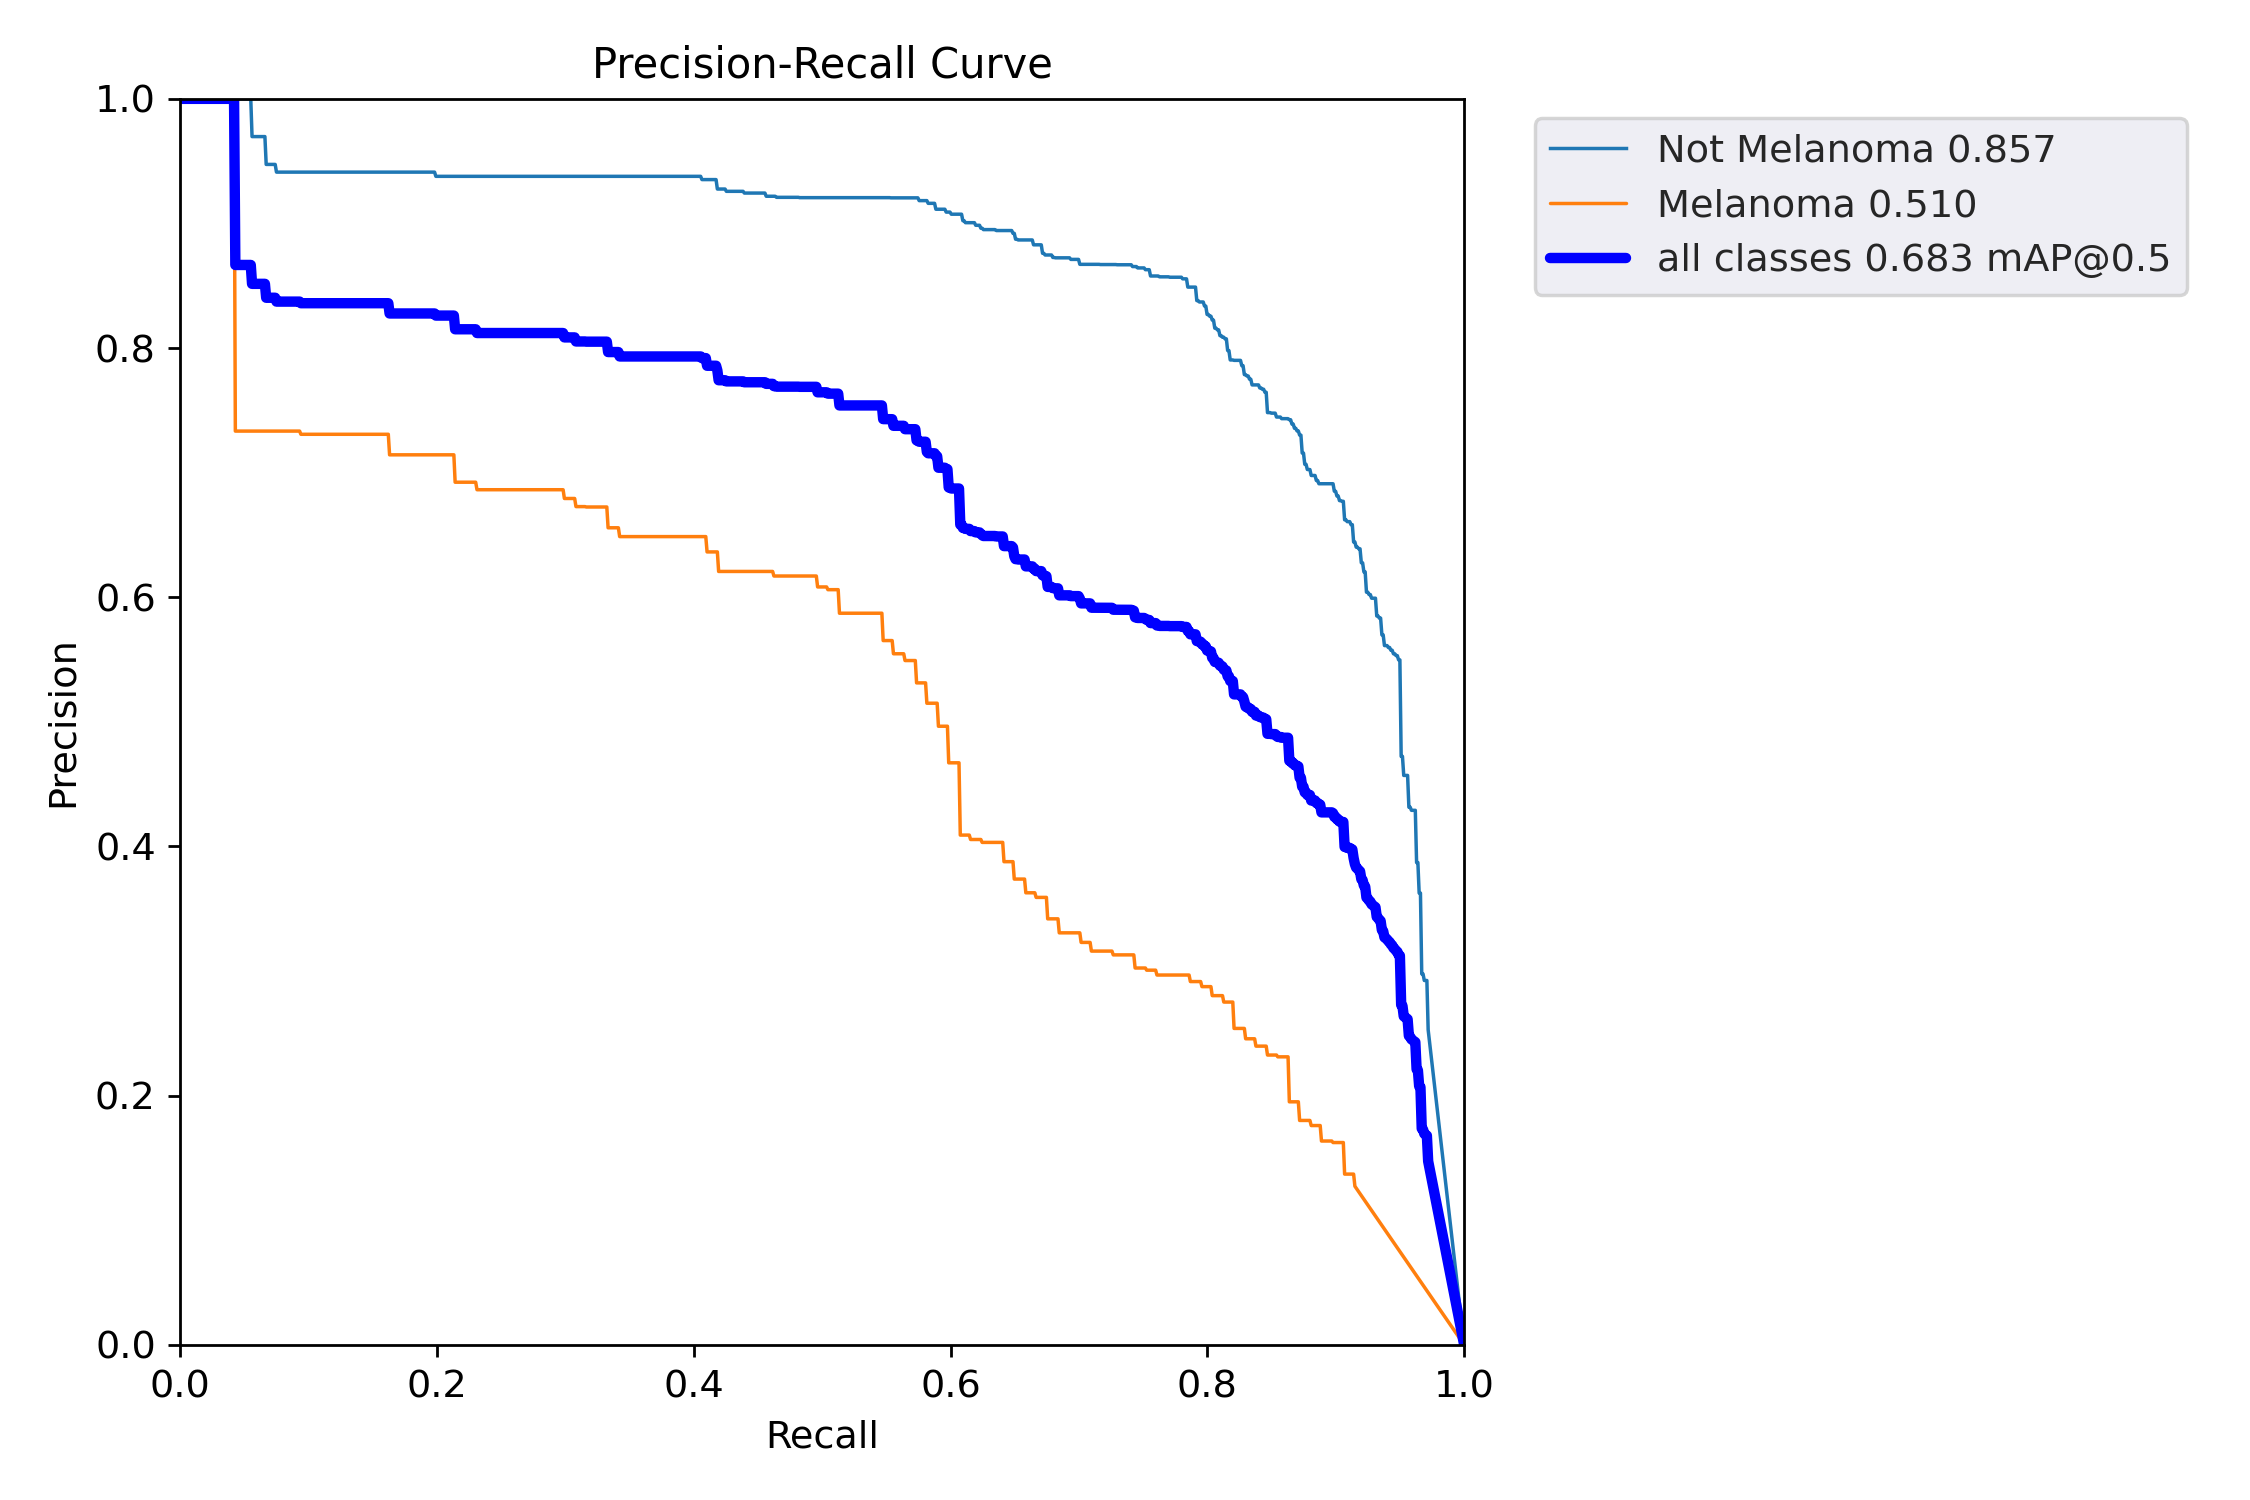 Precision-Recall Curve
1.0
0.8
0.6
0.4
0.2
0.0
Precision
0.0 0.2 0.4 0.6 0.8 1.0
Recall
Not Melanoma 0.857
Melanoma 0.510
all classes 0.683 mAP@0.5